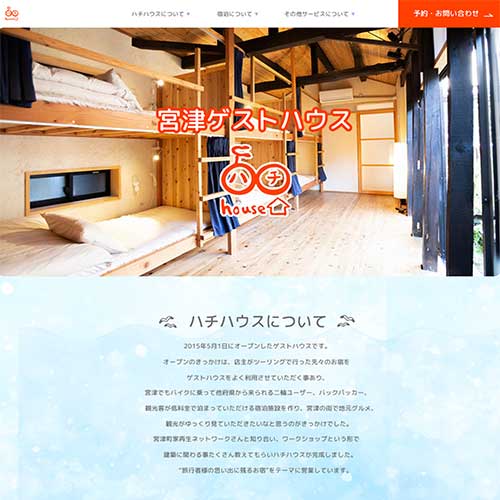 ハチハウスについて
宿泊について
その他サービスについて
予約・お問い合わせ
宮津ゲストハウス
ハチ
house
ハチハウスについて
2015年5月1日にオープンしたゲストハウスです。
オープンのきっかけは、店主がツーリングで行った先々のお宿を
ゲストハウスをよく利用させていただく事あり、
宮津でもバイクに乗って他府県から来られる二輪ユーザー、バックパッカー、
観光客が低料金で泊まっていただける宿泊施設を作り、宮津の街で地元グルメ、
観光がゆっくり見ていただきたいなと思うのがきっかけでした。
宮津町家再生ネットワークさんと知り合い、ワークショップという形で
建築に関わる事たくさん教えてもらいハチハウスが完成しました。
"旅行者様の思い出に残るお宿"をテーマに営業しています。